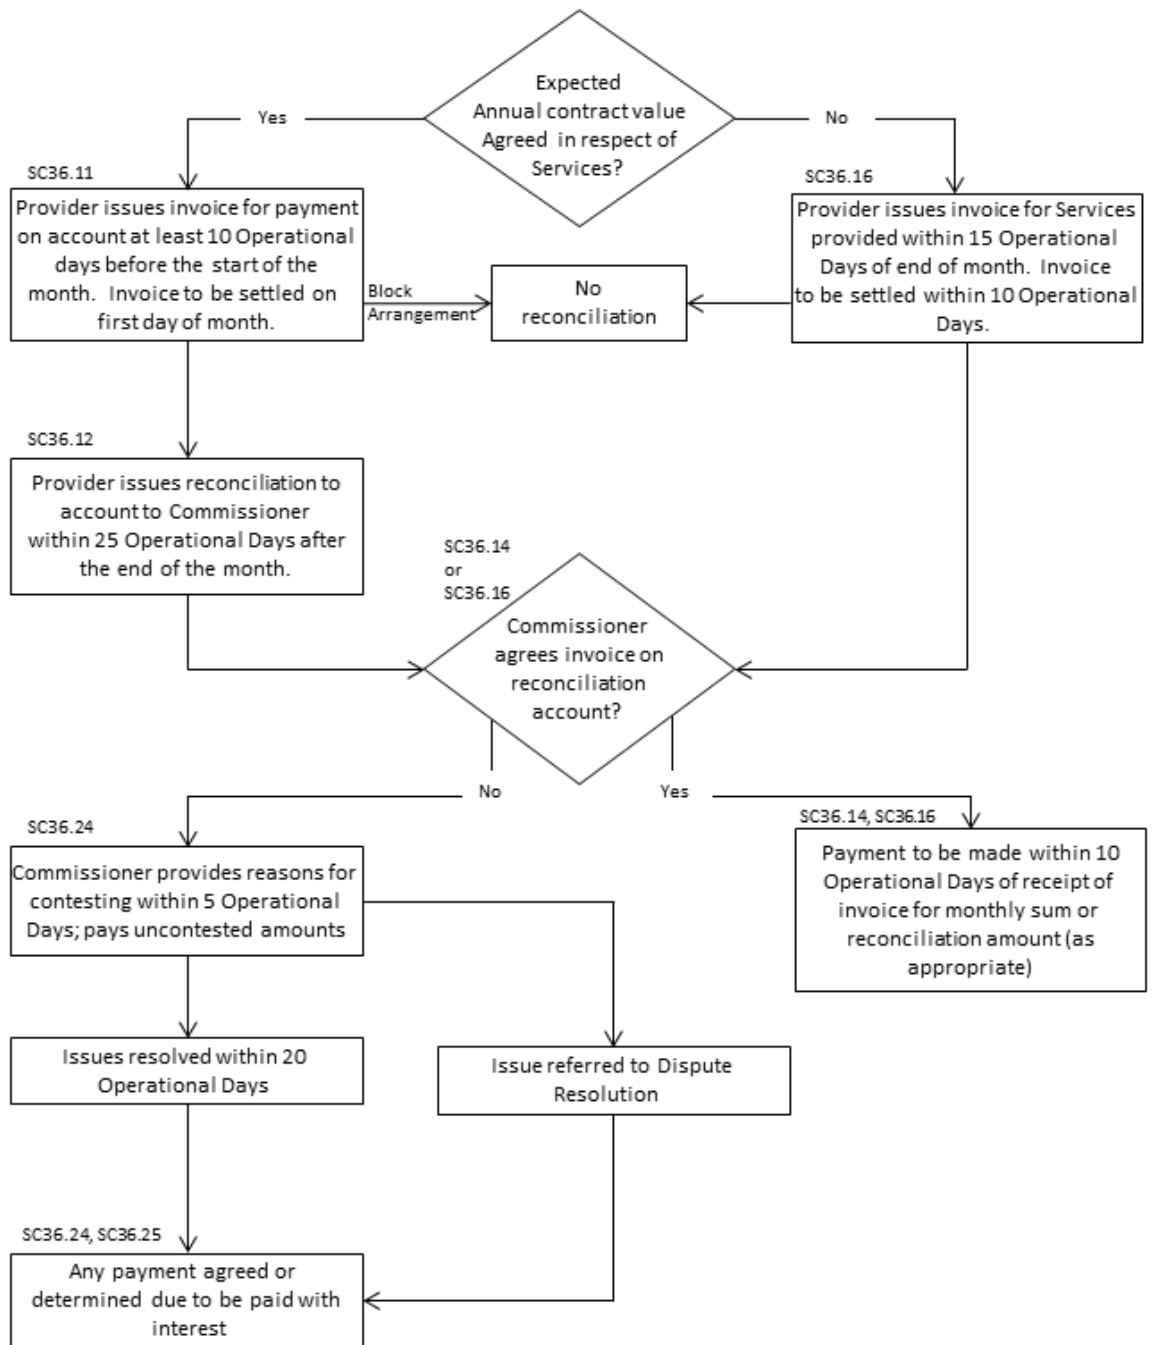 Expected
Annual contract value
Agreed in respect of
Services?
Yes
No
SC36.11
Provider issues invoice for payment
on account at least 10 Operational
days before the start of the
month. Invoice to be settled on
first day of month.
SC36.16
Provider issues invoice for Services
provided within 15 Operational
Days of end of month. Invoice
to be settled within 10 Operational
Days.
Block
Arrangement
No
reconciliation
SC36.12
Provider issues reconciliation to
account to Commissioner
within 25 Operational Days after
the end of the month.
SC36.14
or
SC36.16
Commissioner
agrees invoice on
reconciliation
account?
No
Yes
SC36.24
Commissioner provides reasons for
contesting within 5 Operational
Days; pays uncontested amounts
SC36.14, SC36.16
Payment to be made within 10
Operational Days of receipt of
invoice for monthly sum or
reconciliation amount (as
appropriate)
Issues resolved within 20
Operational Days
Issue referred to Dispute
Resolution
SC36.24, SC36.25
Any payment agreed or
determined due to be paid with
interest